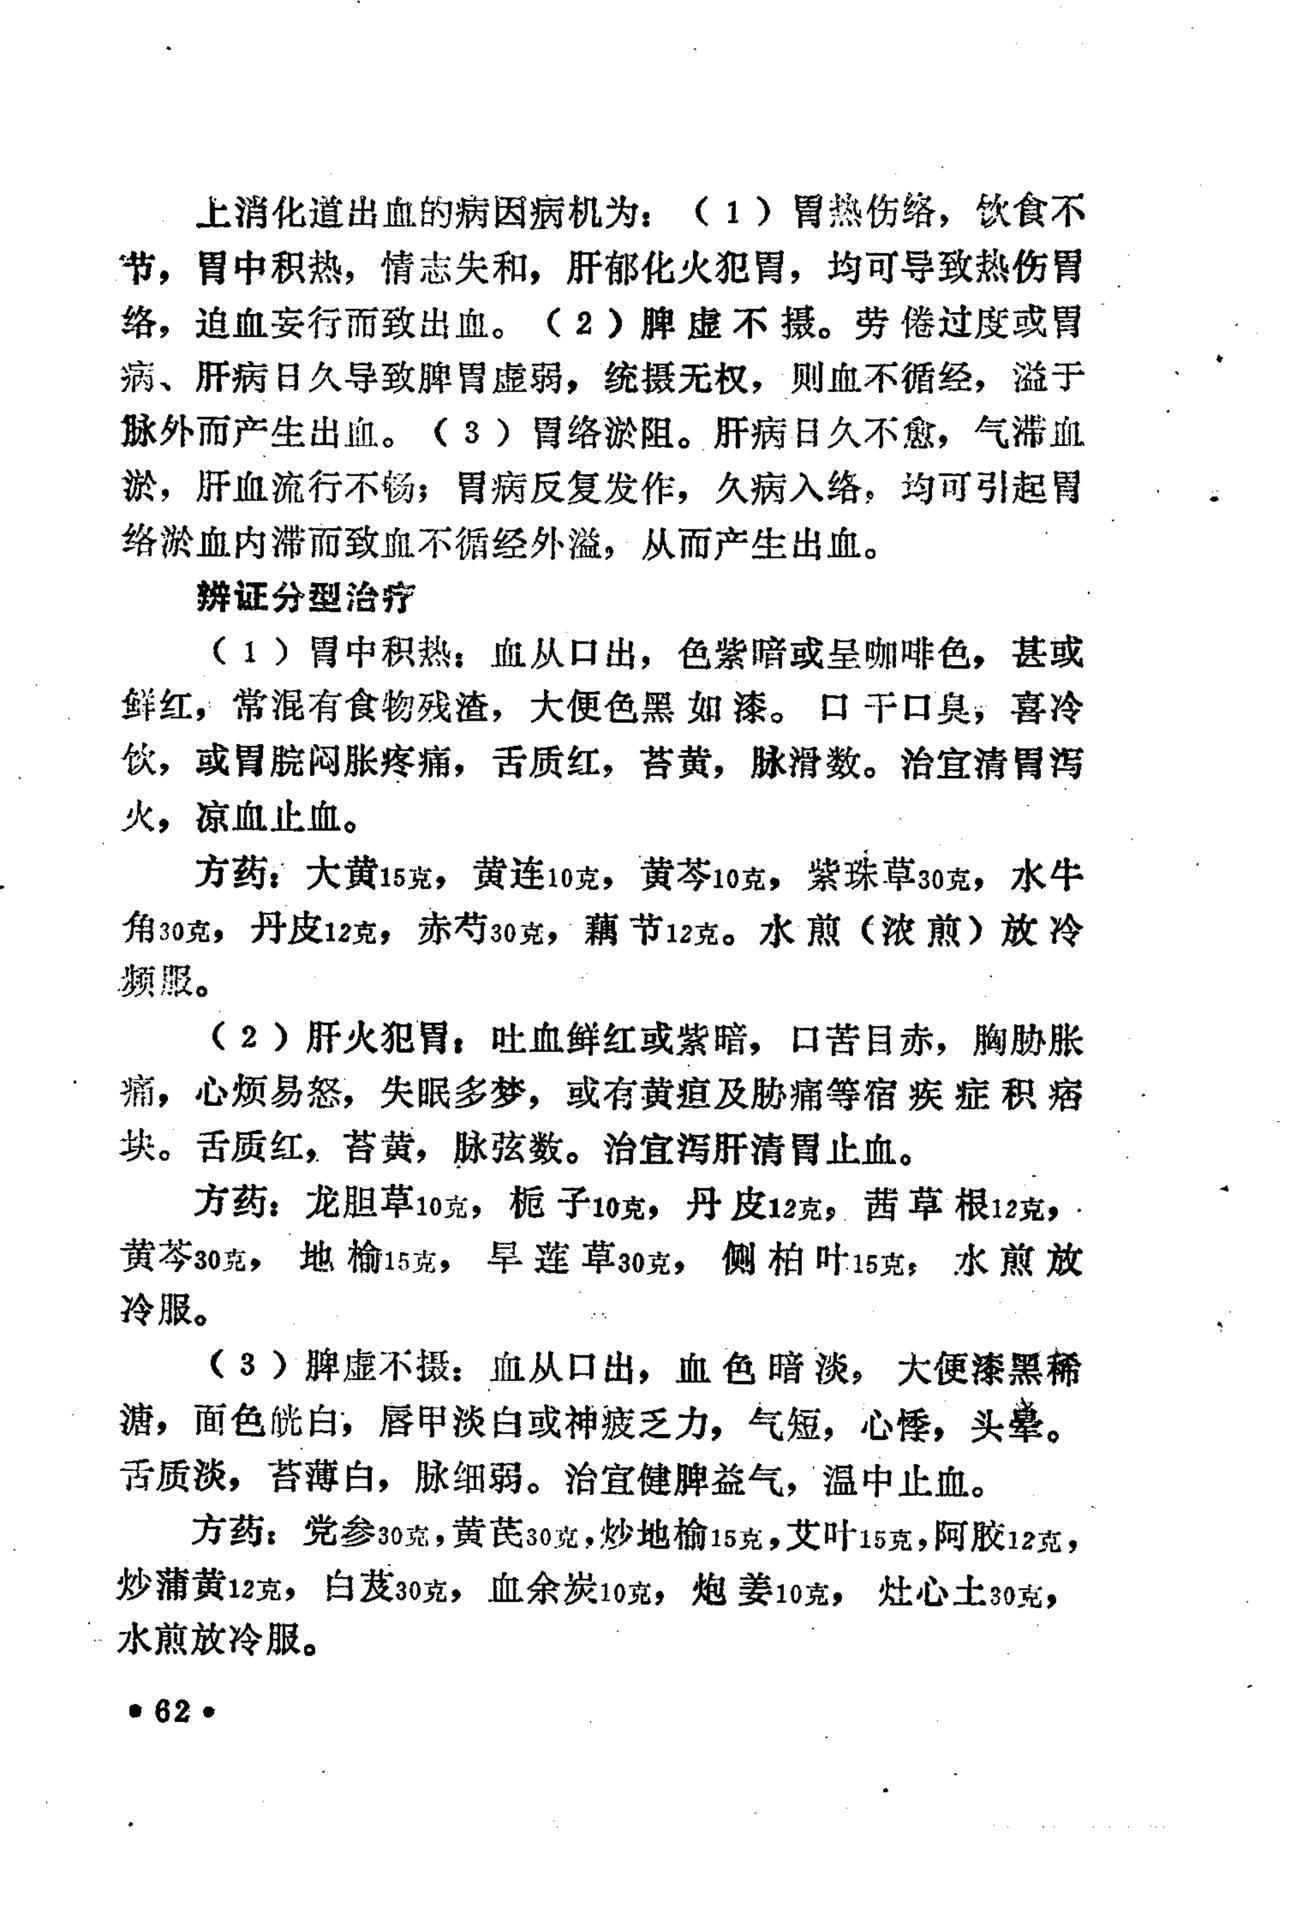 上消化道出血的病因病机为：（1）胃热伤络，饮食不
节，胃中积热，情志失和，肝郁化火犯胃，均可导致热伤胃
络，迫血妄行而致出血。（2）脾虚不摄。劳倦过度或胃
病、肝病日久导致脾胃虚弱，统摄无权，则血不循经，溢于
脉外而产生出血。（3）胃络淤阻。肝病日久不愈，气滞血
淤，肝血流行不畅；胃病反复发作，久病入络，均可引起胃
络淤血内滞而致血不循经外溢，从而产生出血。
辨证分型治疗
（1）胃中积热：血从口出，色紫暗或呈咖啡色，甚或
鲜红，常混有食物残渣，大便色黑如漆。口干口臭，喜冷
饮，或胃脘闷胀疼痛，舌质红，苔黄，脉滑数。治宜清胃泻
火，凉血止血。
方药：大黄15克，黄连10克，黄芩10克，紫珠草30克，水牛
角30克，丹皮12克，赤芍30克，藕节12克。水煎（浓煎）放冷
频服。
（2）肝火犯胃：吐血鲜红或紫暗，口苦目赤，胸胁胀
痛，心烦易怒，失眠多梦，或有黄疸及胁痛等宿疾症积痞
块。舌质红，苔黄，脉弦数。治宜泻肝清胃止血。
方药：龙胆草10克，栀子10克，丹皮12克，茜草根12克，
黄芩30克，地榆15克，旱莲草30克，侧柏叶15克，水煎放
冷服。
（3）脾虚不摄：血从口出，血色暗淡，大便漆黑稀
溏，面色㿠白，唇甲淡白或神疲乏力，气短，心悸，头晕。
舌质淡，苔薄白，脉细弱。治宜健脾益气，温中止血。
方药：党参30克，黄芪30克，炒地榆15克，艾叶15克，阿胶12克，
炒蒲黄12克，白芨30克，血余炭10克，炮姜10克，灶心土30克，
水煎放冷服。
•62•